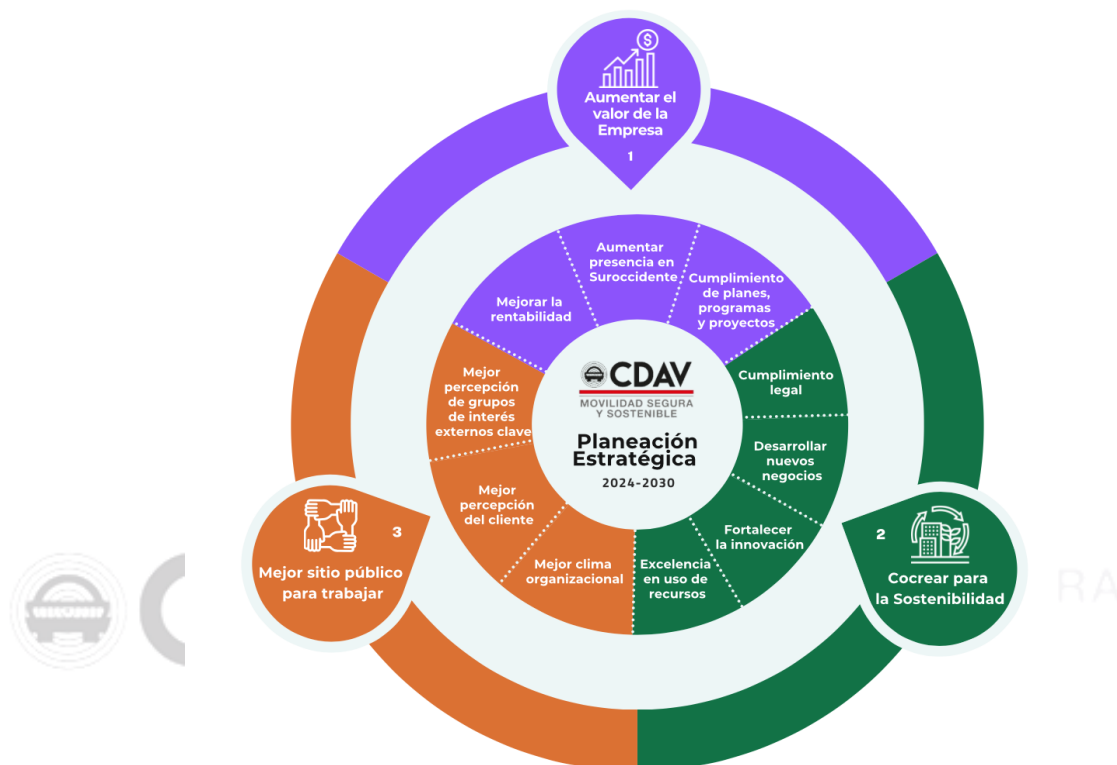 $
Aumentar el
valor de la
Empresa
1
Aumentar
presencia en
Suroccidente
Cumplimiento
de planes,
programas
y proyectos
Mejorar la
rentabilidad
Cumplimiento
legal
Desarrollar
nuevos
negocios
Fortalecer
la innovación
Excelencia
en uso de
recursos
Mejor clima
organizacional
Mejor
percepción
del cliente
Mejor
percepción
de grupos
de interés
externos clave
CDAV
MOVILIDAD SEGURA
Y SOSTENIBLE
Planeación
Estratégica
2024-2030
2
Cocrear para
la Sostenibilidad
3
Mejor sitio público
para trabajar
RA